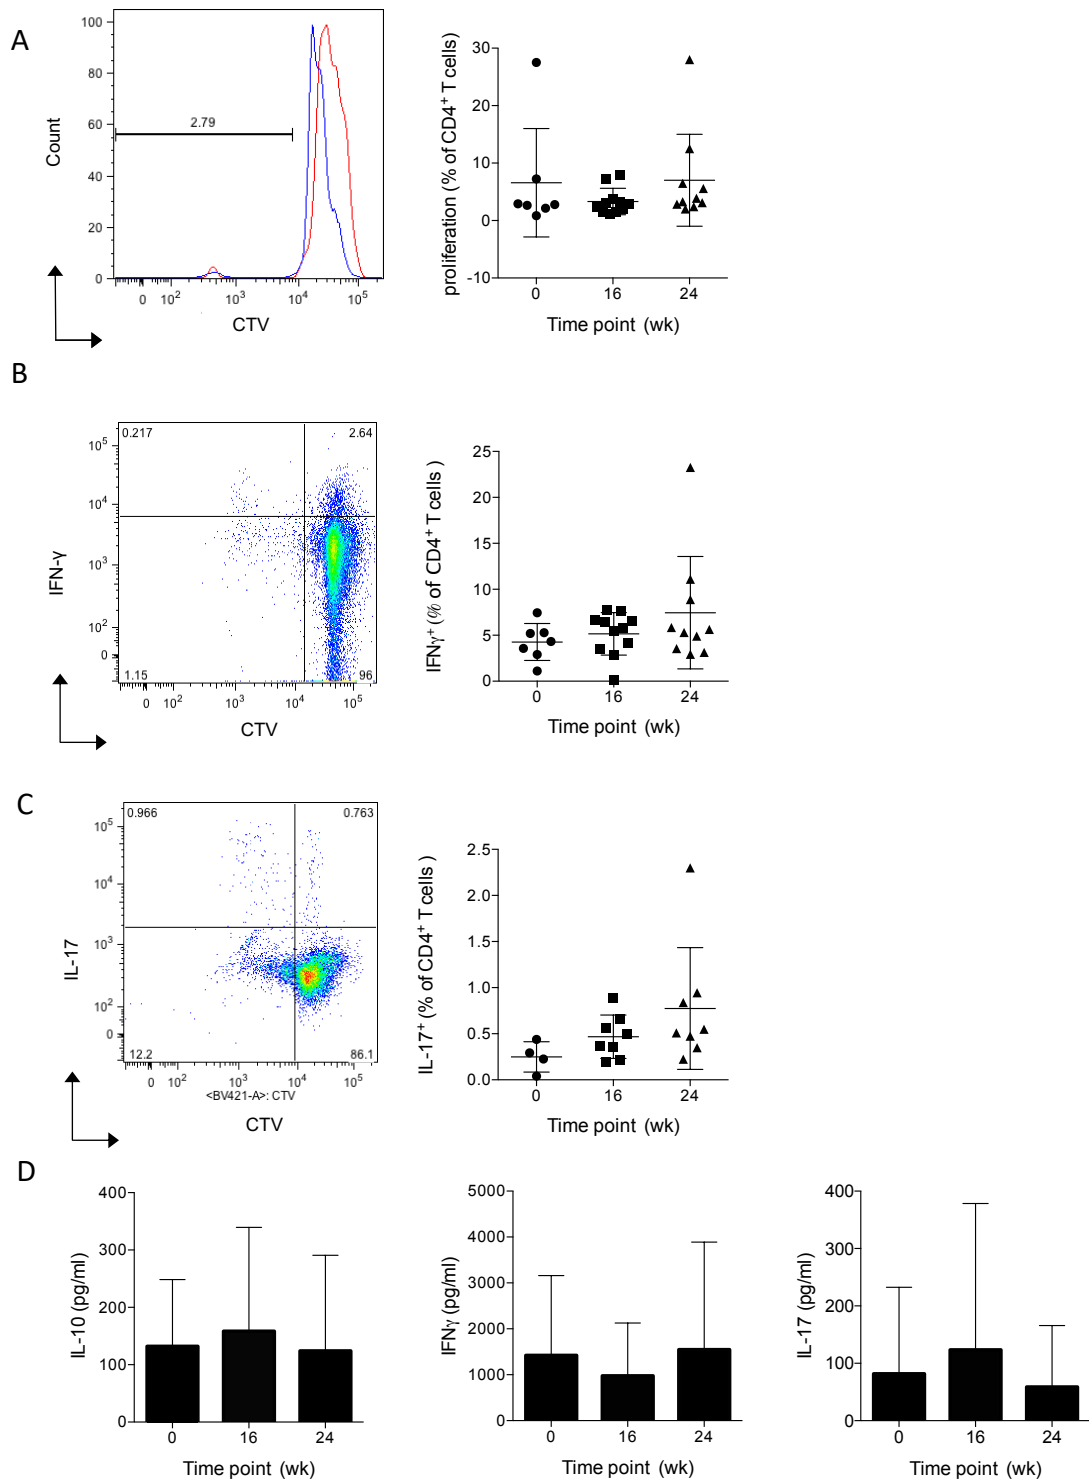 A
100
80
60
40
20
0
Count
2.79
0 10² 10³ 10⁴ 10⁵
CTV
30
20
10
0
-10
proliferation (% of CD4⁺ T cells)
0 16 24
Time point (wk)
B
0.217 2.64
10⁵
10⁴
10³
10²
0
IFN-γ
1.15 96
0 10² 10³ 10⁴ 10⁵
CTV
25
20
15
10
5
0
IFNγ⁺ (% of CD4⁺ T cells )
0 16 24
Time point (wk)
C
0.966 0.763
10⁵
10⁴
10³
10²
0
IL-17
12.2 86.1
0 10² 10³ 10⁴ 10⁵
<BV421-A>: CTV
CTV
2.5
2.0
1.5
1.0
0.5
0.0
IL-17⁺ (% of CD4⁺ T cells )
0 16 24
Time point (wk)
D
400
300
200
100
0
IL-10 (pg/ml)
0 16 24
Time point (wk)
5000
4000
3000
2000
1000
0
IFNγ (pg/ml)
0 16 24
Time point (wk)
400
300
200
100
0
IL-17 (pg/ml)
0 16 24
Time point (wk)